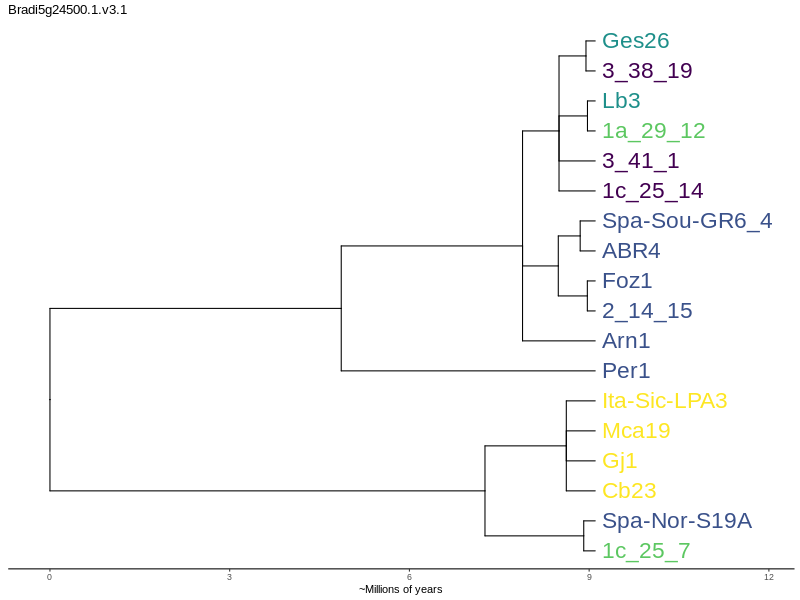 Bradi5g24500.1.v3.1
Ges26
3_38_19
Lb3
1a_29_12
3_41_1
1c_25_14
Spa-Sou-GR6_4
ABR4
Foz1
2_14_15
Arn1
Per1
Ita-Sic-LPA3
Mca19
Gj1
Cb23
Spa-Nor-S19A
1c_25_7
0 3 6 9 12
~Millions of years